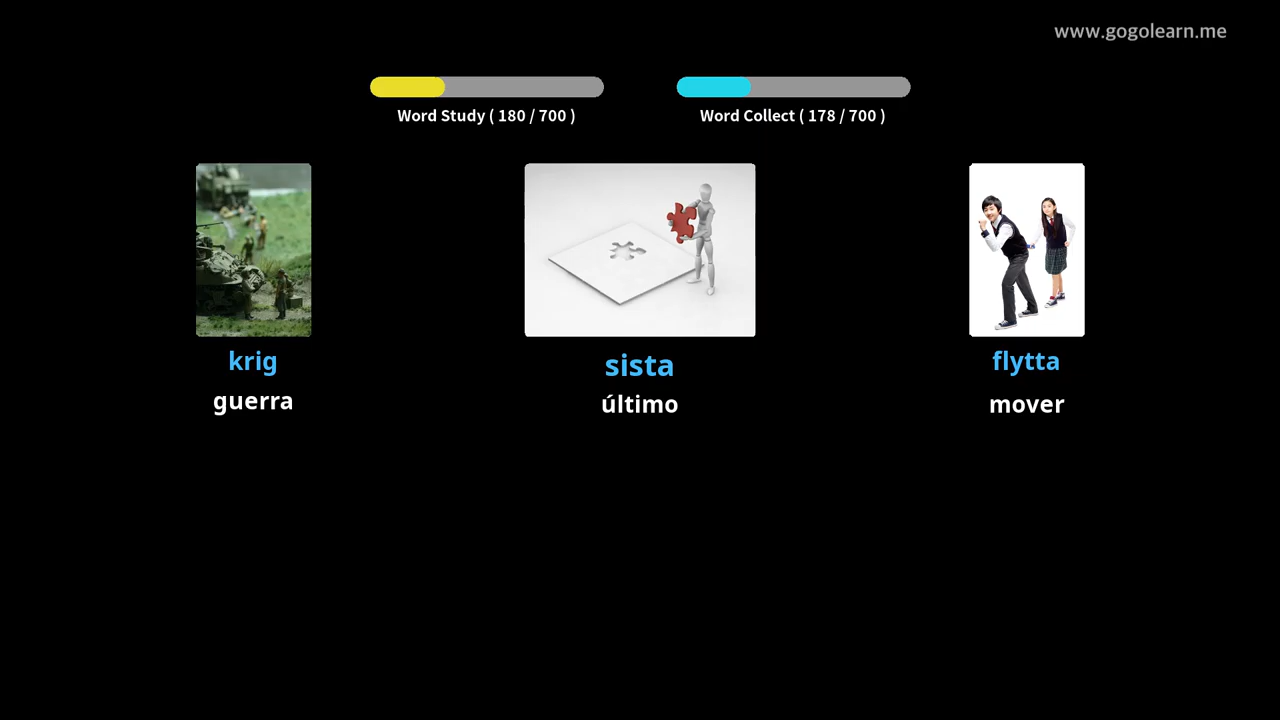 www.gogolearn.me
Word Study ( 180 / 700 )
Word Collect ( 178 / 700 )
krig
guerra
sista
último
flytta
mover